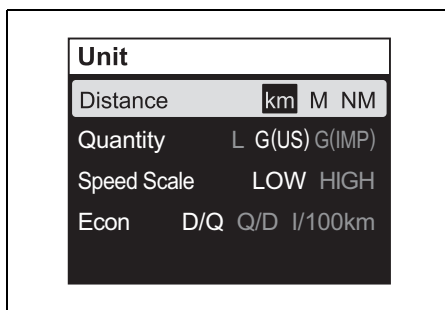 Unit
Distance km M NM
Quantity L G(US) G(IMP)
Speed Scale LOW HIGH
Econ D/Q Q/D l/100km